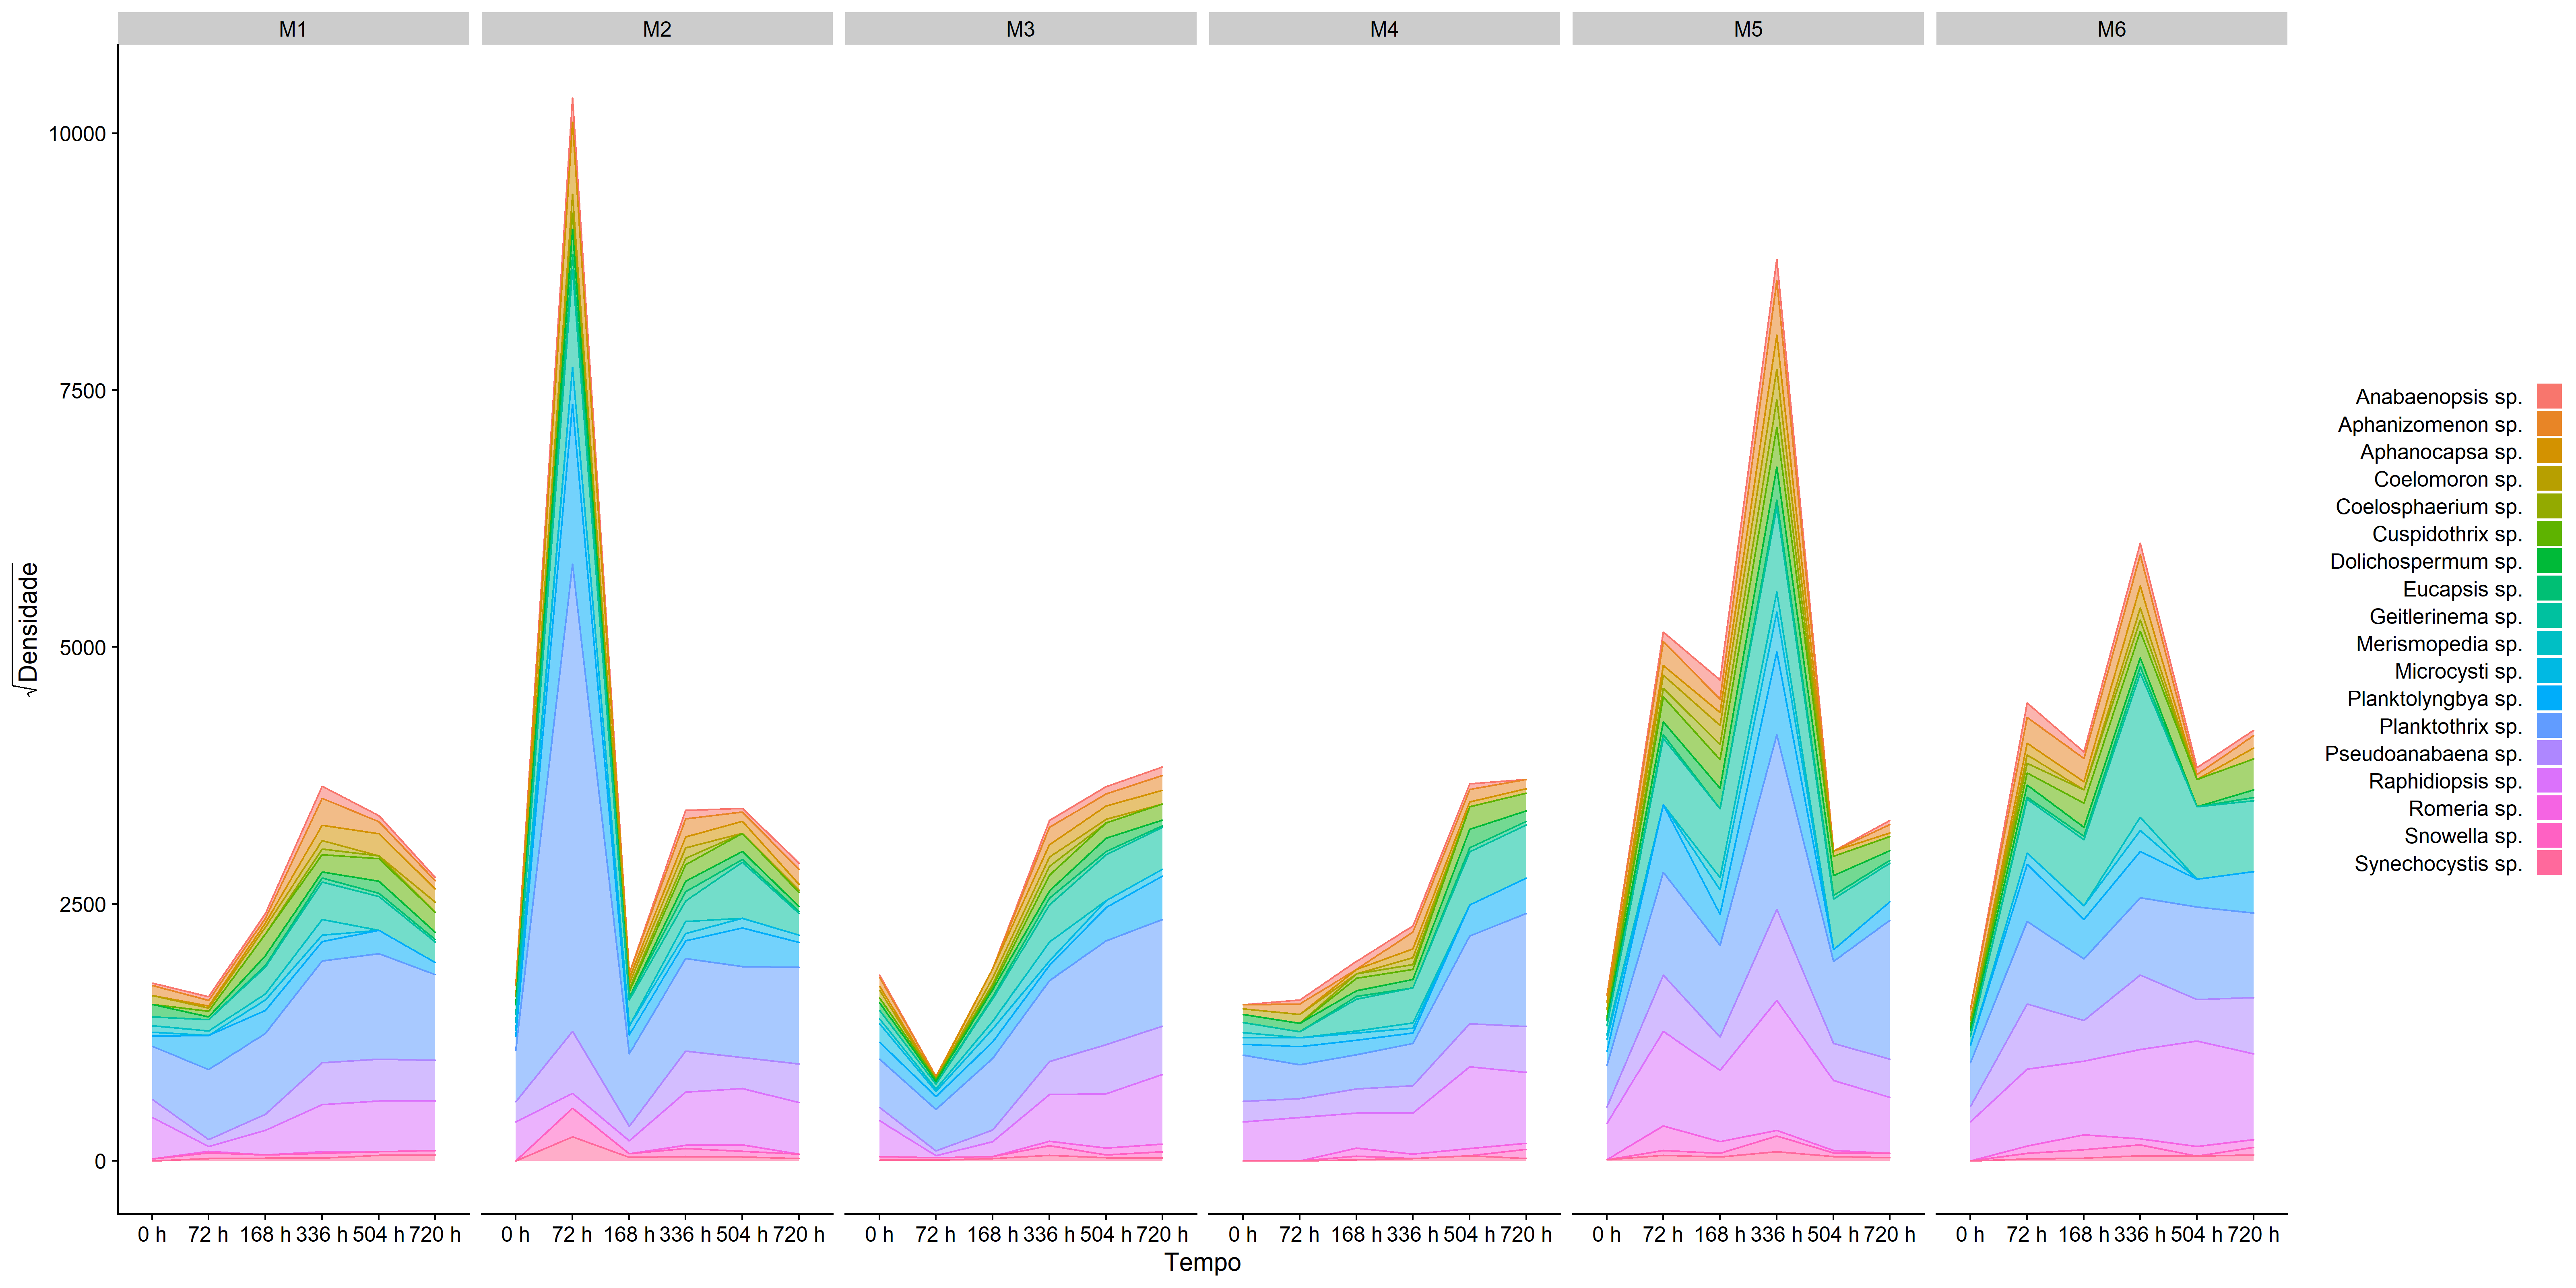 M1 M2 M3 M4 M5 M6
10000
7500
5000
2500
0
√Densidade
0 h 72 h 168 h 336 h 504 h 720 h 0 h 72 h 168 h 336 h 504 h 720 h 0 h 72 h 168 h 336 h 504 h 720 h 0 h 72 h 168 h 336 h 504 h 720 h 0 h 72 h 168 h 336 h 504 h 720 h 0 h 72 h 168 h 336 h 504 h 720 h
Tempo
Anabaenopsis sp.
Aphanizomenon sp.
Aphanocapsa sp.
Coelomoron sp.
Coelosphaerium sp.
Cuspidothrix sp.
Dolichospermum sp.
Eucapsis sp.
Geitlerinema sp.
Merismopedia sp.
Microcysti sp.
Planktolyngbya sp.
Planktothrix sp.
Pseudoanabaena sp.
Raphidiopsis sp.
Romeria sp.
Snowella sp.
Synechocystis sp.